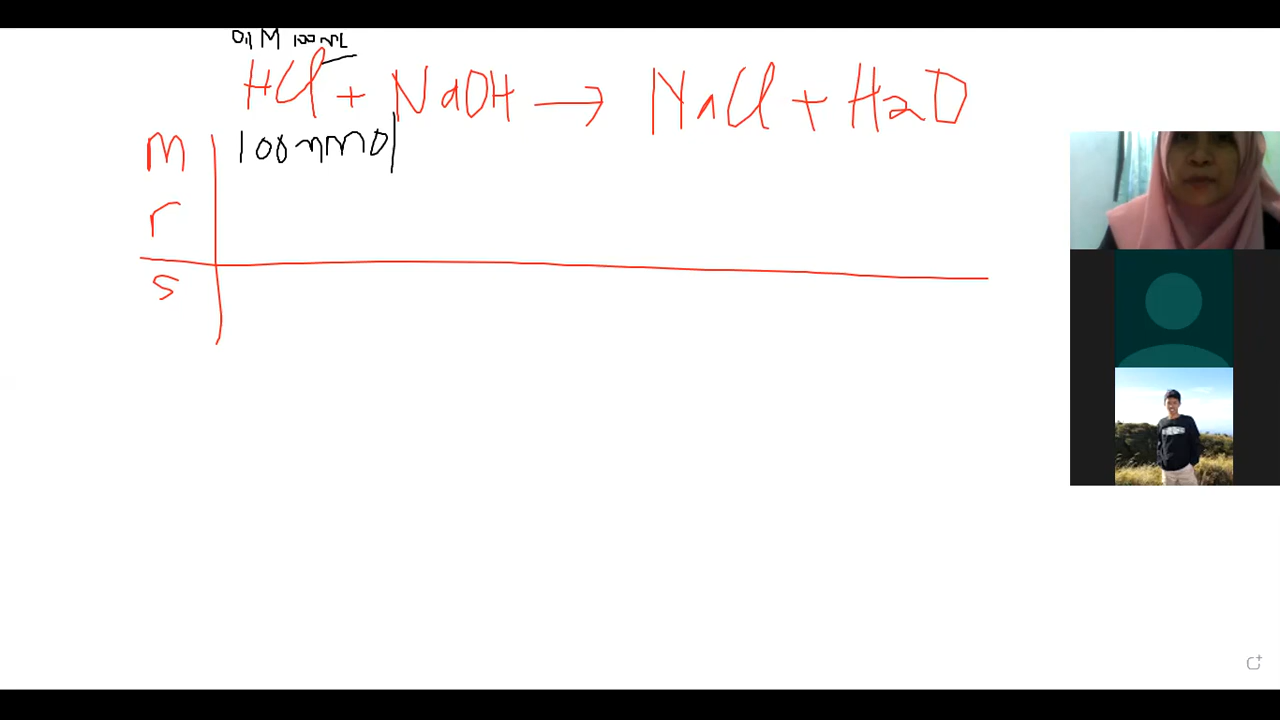 0,1 M 100 mL
HCl + NaOH → NaCl + H2O
m 100 mmol
r
s